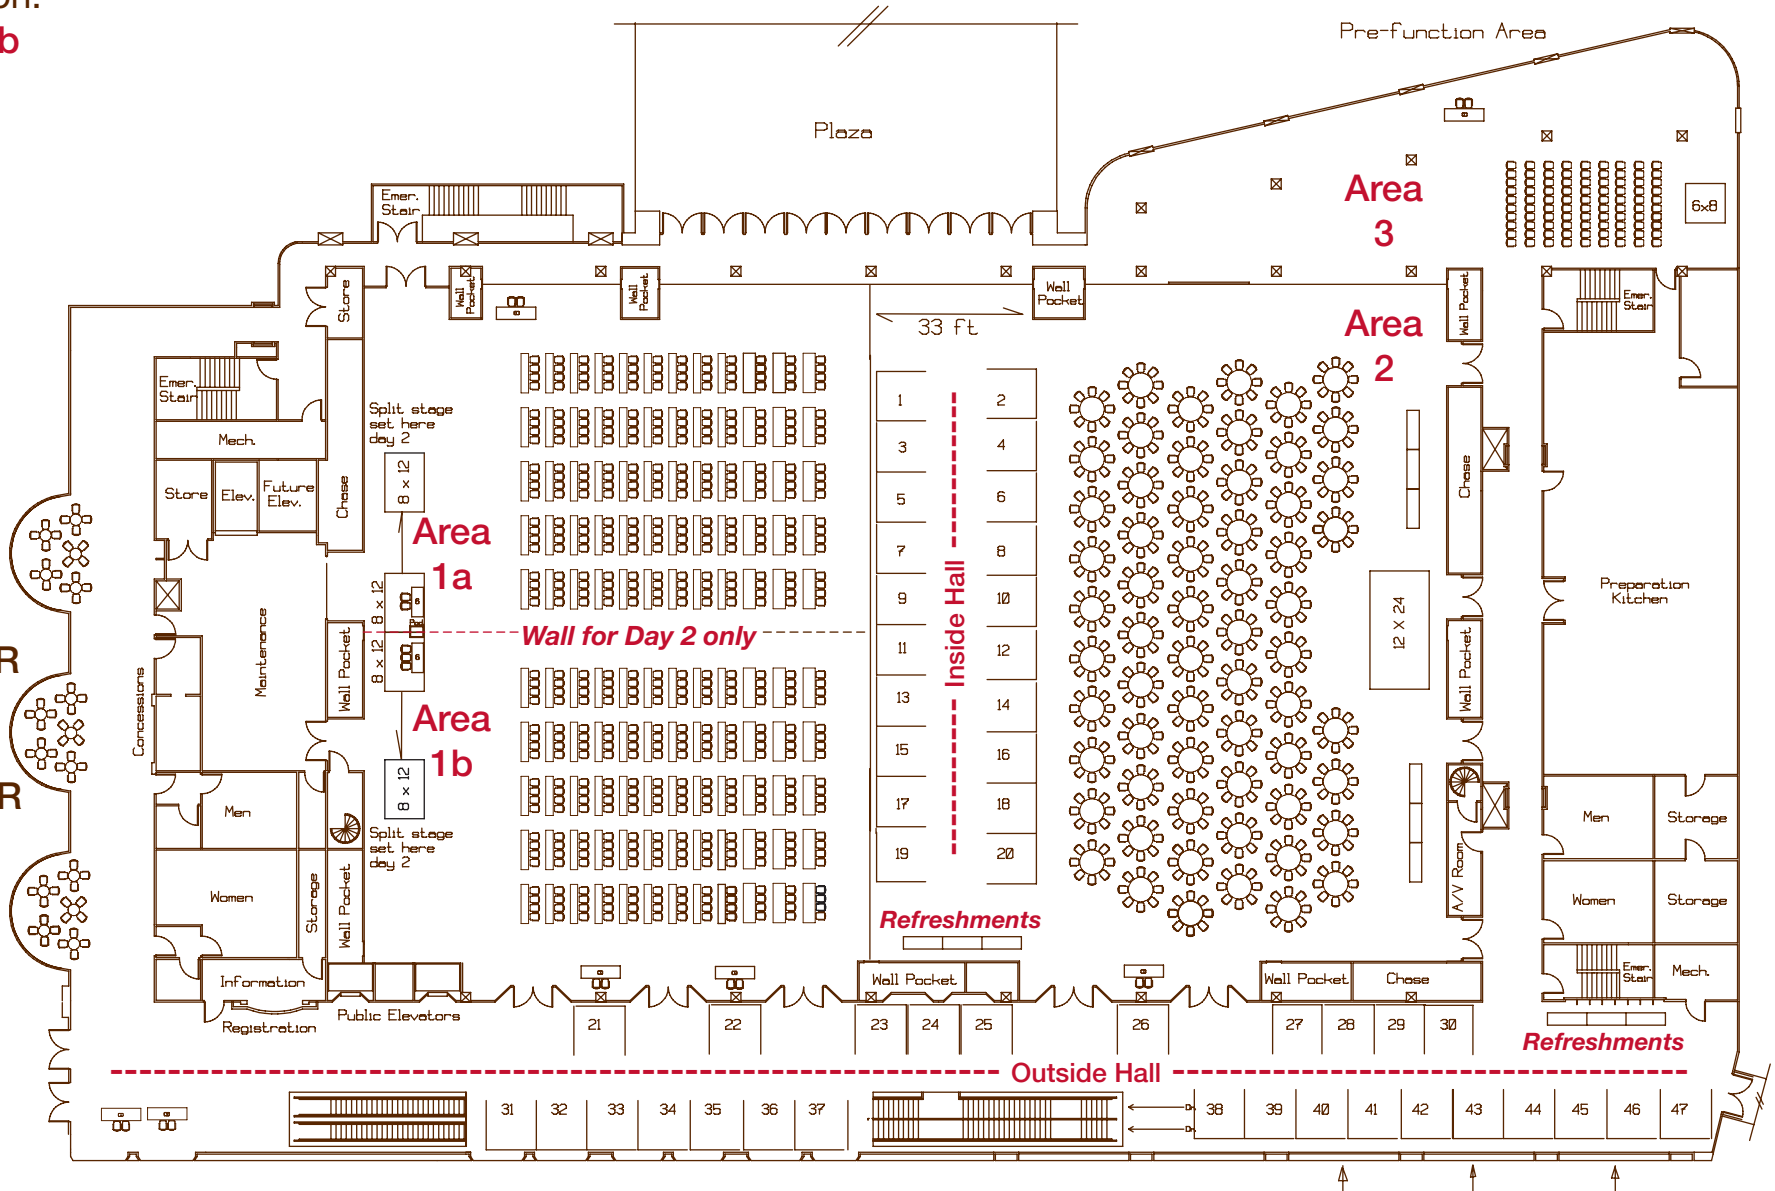 on.
b
Pre-function Area
Plaza
Emer.
Stair
Area
3
6x8
Store
Wall
Pocket
Wall
Pocket
Wall
Pocket
Wall Pocket
Emer.
Stair
33 ft
Area
2
Emer.
Stair
Mech.
Split stage
set here
day 2
8 x 12
Store
Elev.
Future
Elev.
Chase
Area
1a
8 x 12
6
8 x 12
6
Wall for Day 2 only
Maintenance
Wall Pocket
Concessions
R
R
Area
1b
8 x 12
Split stage
set here
day 2
Men
Women
Storage
Wall Pocket
Information
Registration
Public Elevators
1
2
3
4
5
6
7
8
9
10
11
12
13
14
15
16
17
18
19
20
Inside Hall
Refreshments
Chase
12 X 24
Wall Pocket
A/V Room
Preparation
Kitchen
Men
Storage
Women
Storage
Emer.
Stair
Mech.
Wall Pocket
Wall Pocket
Chase
21
22
23
24
25
26
27
28
29
30
Refreshments
Outside Hall
31
32
33
34
35
36
37
38
39
40
41
42
43
44
45
46
47